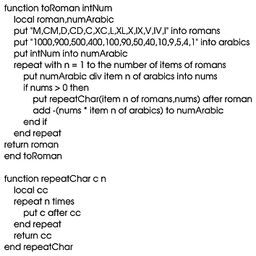 function toRoman intNum
local roman,numArabic
put "M,CM,D,CD,C,XC,L,XL,X,IX,V,IV,I" into romans
put "1000,900,500,400,100,90,50,40,10,9,5,4,1" into arabics
put intNum into numArabic
repeat with n = 1 to the number of items of romans
put numArabic div item n of arabics into nums
if nums > 0 then
put repeatChar(item n of romans,nums) after roman
add -(nums * item n of arabics) to numArabic
end if
end repeat
return roman
end toRoman
function repeatChar c n
local cc
repeat n times
put c after cc
end repeat
return cc
end repeatChar